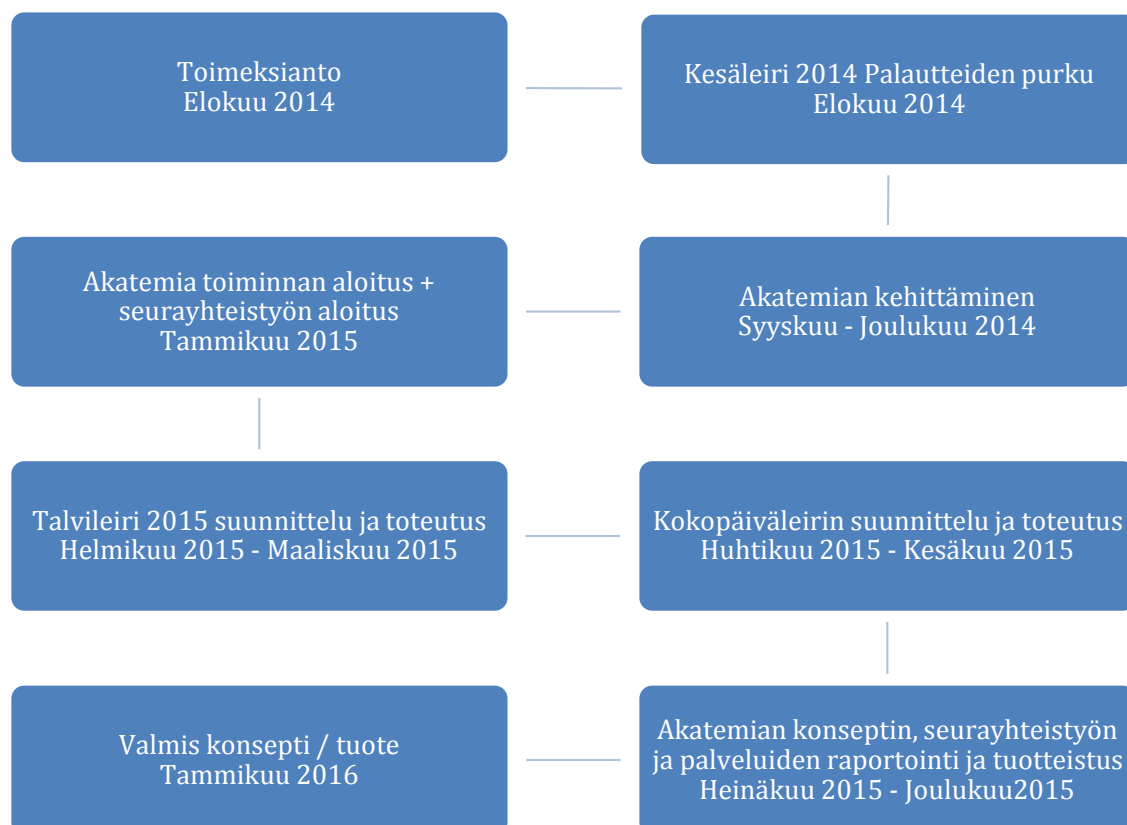 Toimeksianto
Elokuu 2014
Kesäleiri 2014 Palautteiden purku
Elokuu 2014
Akatemia toiminnan aloitus +
seurayhteistyön aloitus
Tammikuu 2015
Akatemian kehittäminen
Syyskuu - Joulukuu 2014
Talvileiri 2015 suunnittelu ja toteutus
Helmikuu 2015 - Maaliskuu 2015
Kokopäiväleirin suunnittelu ja toteutus
Huhtikuu 2015 - Kesäkuu 2015
Valmis konsepti / tuote
Tammikuu 2016
Akatemian konseptin, seurayhteistyön
ja palveluiden raportointi ja tuotteistus
Heinäkuu 2015 - Joulukuu2015